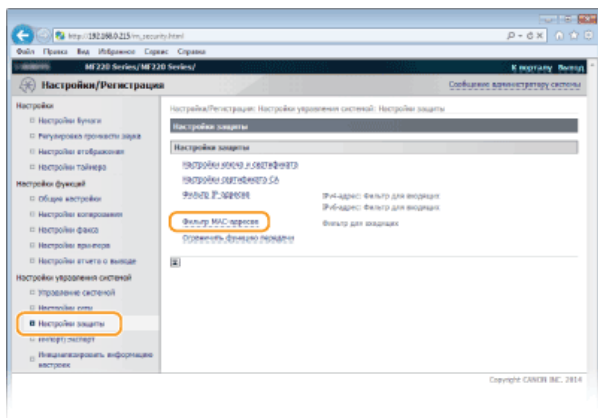 http://192.168.0.215/m_security.html
Файл Правка Вид Избранное Сервис Справка
MF220 Series/MF220 Series/
К порталу Выход
Настройки/Регистрация
Сообщение администратору системы
Настройки
Настройки бумаги
Регулировка громкости звука
Настройки отображения
Настройки таймера
Настройки функций
Общие настройки
Настройки копирования
Настройки факса
Настройки принтера
Настройки отчета о выводе
Настройки управления системой
Управление системой
Настройки сети
Настройки защиты
Импорт/Экспорт
Инициализировать информацию
настроек
Настройки/Регистрация: Настройки управления системой: Настройки защиты
Настройки защиты
Настройки защиты
Настройки ключа и сертификата
Настройки сертификата CA
Фильтр IP-адресов
IPv4-адрес: Фильтр для входящих
IPv6-адрес: Фильтр для входящих
Фильтр MAC-адресов
Фильтр для входящих
Ограничить функцию передачи
Copyright CANON INC. 2014